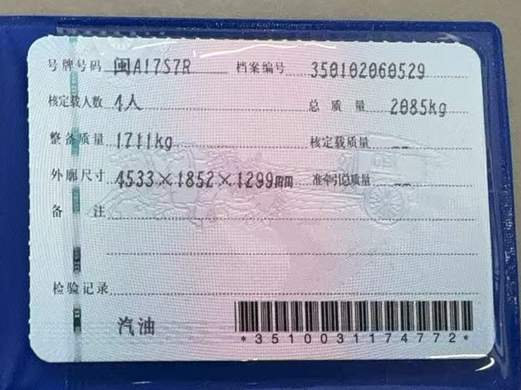 号牌号码 闽A17S7R 档案编号 350102060529
核定载人数 4人 总质量 2085kg
整备质量 1711kg 核定载质量 --
外廓尺寸 4533×1852×1299mm 准牵引总质量 --
备注
检验记录
汽油
*3510031174772*